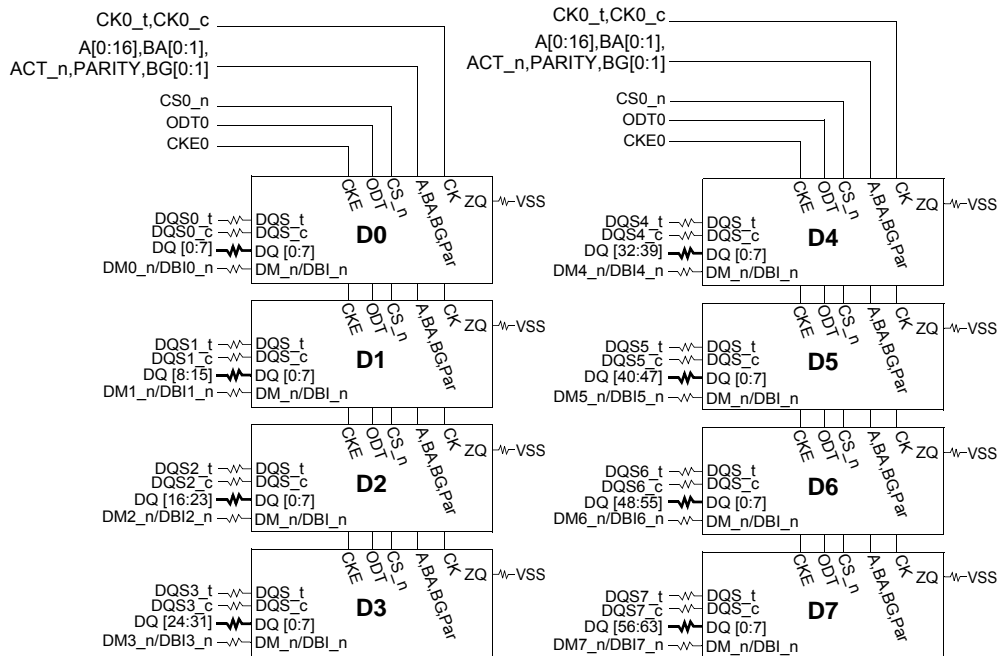 CK0_t,CK0_c
A[0:16],BA[0:1],
ACT_n,PARITY,BG[0:1]
CS0_n
ODT0
CKE0
CKE
ODT
CS_n
A,BA,BG,Par
CK
ZQ
VSS
DQS0_t
DQS0_c
DQ [0:7]
DM0_n/DBI0_n
DQS_t
DQS_c
DQ [0:7]
DM_n/DBI_n
D0
CKE
ODT
CS_n
A,BA,BG,Par
CK
ZQ
VSS
DQS1_t
DQS1_c
DQ [8:15]
DM1_n/DBI1_n
DQS_t
DQS_c
DQ [0:7]
DM_n/DBI_n
D1
CKE
ODT
CS_n
A,BA,BG,Par
CK
ZQ
VSS
DQS2_t
DQS2_c
DQ [16:23]
DM2_n/DBI2_n
DQS_t
DQS_c
DQ [0:7]
DM_n/DBI_n
D2
CKE
ODT
CS_n
A,BA,BG,Par
CK
ZQ
VSS
DQS3_t
DQS3_c
DQ [24:31]
DM3_n/DBI3_n
DQS_t
DQS_c
DQ [0:7]
DM_n/DBI_n
D3
CK0_t,CK0_c
A[0:16],BA[0:1],
ACT_n,PARITY,BG[0:1]
CS0_n
ODT0
CKE0
CKE
ODT
CS_n
A,BA,BG,Par
CK
ZQ
VSS
DQS4_t
DQS4_c
DQ [32:39]
DM4_n/DBI4_n
DQS_t
DQS_c
DQ [0:7]
DM_n/DBI_n
D4
CKE
ODT
CS_n
A,BA,BG,Par
CK
ZQ
VSS
DQS5_t
DQS5_c
DQ [40:47]
DM5_n/DBI5_n
DQS_t
DQS_c
DQ [0:7]
DM_n/DBI_n
D5
CKE
ODT
CS_n
A,BA,BG,Par
CK
ZQ
VSS
DQS6_t
DQS6_c
DQ [48:55]
DM6_n/DBI6_n
DQS_t
DQS_c
DQ [0:7]
DM_n/DBI_n
D6
CKE
ODT
CS_n
A,BA,BG,Par
CK
ZQ
VSS
DQS7_t
DQS7_c
DQ [56:63]
DM7_n/DBI7_n
DQS_t
DQS_c
DQ [0:7]
DM_n/DBI_n
D7